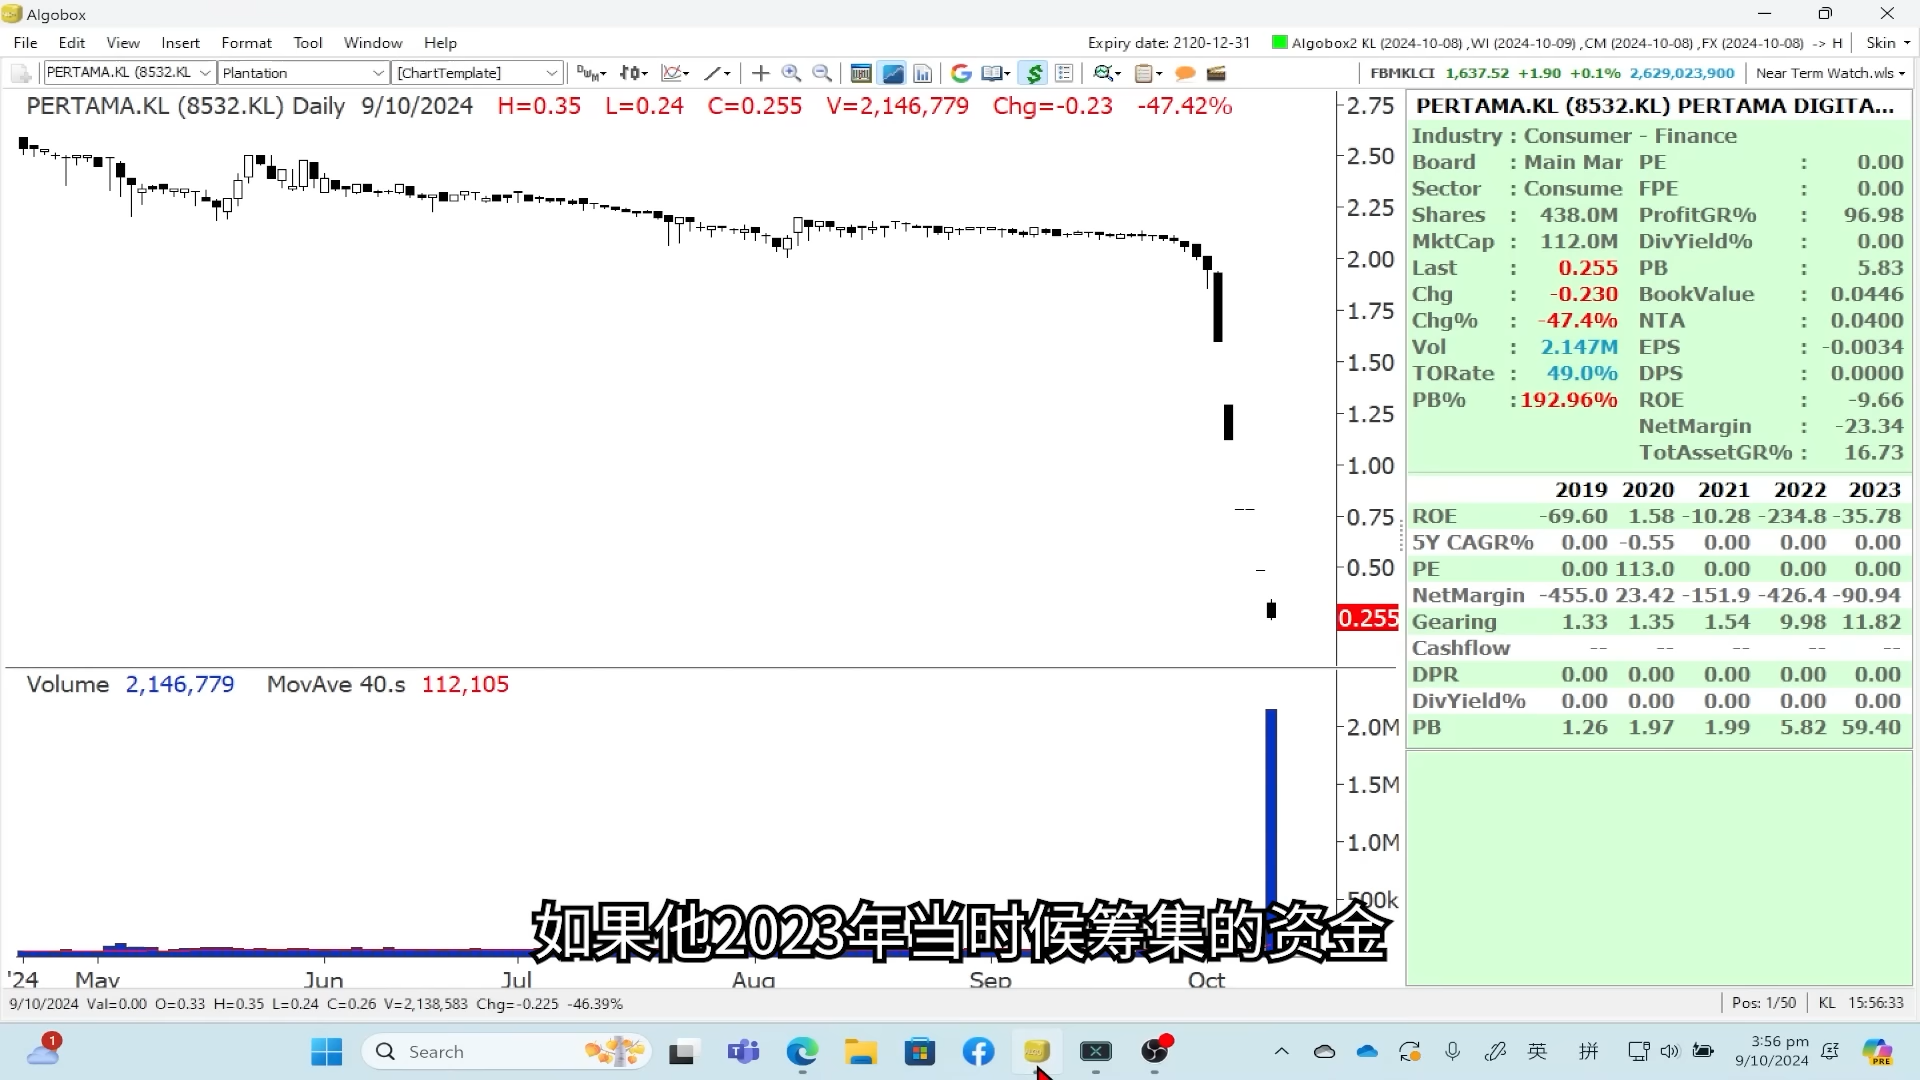 Algobox
File Edit View Insert Format Tool Window Help
Expiry date: 2120-12-31 Algobox2 KL (2024-10-08) ,WI (2024-10-09) ,CM (2024-10-08) ,FX (2024-10-08) -> H Skin
PERTAMA.KL (8532.KL Plantation [ChartTemplate] FBMKLCI 1,637.52 +1.90 +0.1% 2,629,023,900 Near Term Watch.wls
PERTAMA.KL (8532.KL) Daily 9/10/2024 H=0.35 L=0.24 C=0.255 V=2,146,779 Chg=-0.23 -47.42%
2.75
2.50
2.25
2.00
1.75
1.50
1.25
1.00
0.75
0.50
0.255
PERTAMA.KL (8532.KL) PERTAMA DIGITA...
Industry : Consumer - Finance
Board : Main Mar PE : 0.00
Sector : Consume FPE : 0.00
Shares : 438.0M ProfitGR% : 96.98
MktCap : 112.0M DivYield% : 0.00
Last : 0.255 PB : 5.83
Chg : -0.230 BookValue : 0.0446
Chg% : -47.4% NTA : 0.0400
Vol : 2.147M EPS : -0.0034
TORate : 49.0% DPS : 0.0000
PB% : 192.96% ROE : -9.66
NetMargin : -23.34
TotAssetGR% : 16.73
2019 2020 2021 2022 2023
ROE -69.60 1.58 -10.28 -234.8 -35.78
5Y CAGR% 0.00 -0.55 0.00 0.00 0.00
PE 0.00 113.0 0.00 0.00 0.00
NetMargin -455.0 23.42 -151.9 -426.4 -90.94
Gearing 1.33 1.35 1.54 9.98 11.82
Cashflow -- -- -- -- --
DPR 0.00 0.00 0.00 0.00 0.00
DivYield% 0.00 0.00 0.00 0.00 0.00
PB 1.26 1.97 1.99 5.82 59.40
Volume 2,146,779 MovAve 40.s 112,105
2.0M
1.5M
1.0M
500k
如果他2023年当时候筹集的资金
'24 May Jun Jul Aug Sep Oct
9/10/2024 Val=0.00 O=0.33 H=0.35 L=0.24 C=0.26 V=2,138,583 Chg=-0.225 -46.39%
Pos: 1/50 KL 15:56:33
1 Search 英 拼 3:56 pm
9/10/2024
PRE